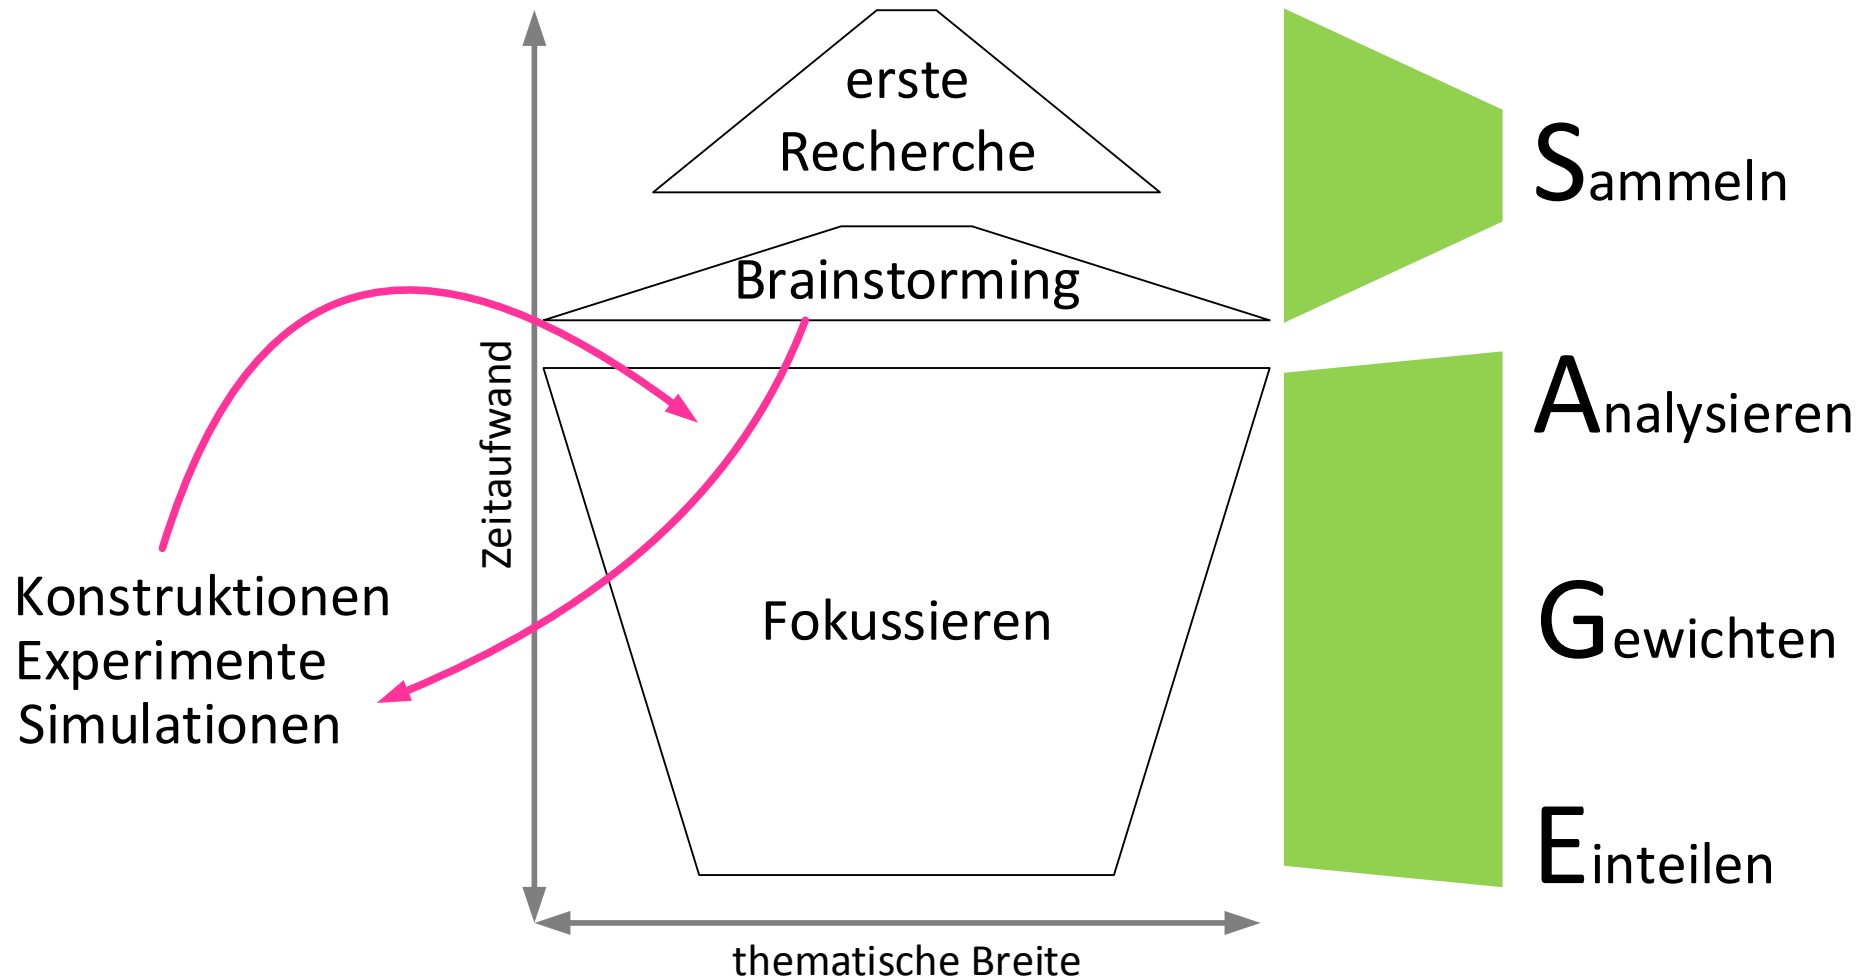 erste
Recherche
Brainstorming
Fokussieren
Zeitaufwand
thematische Breite
Konstruktionen
Experimente
Simulationen
Sammeln
Analysieren
Gewichten
Einteilen